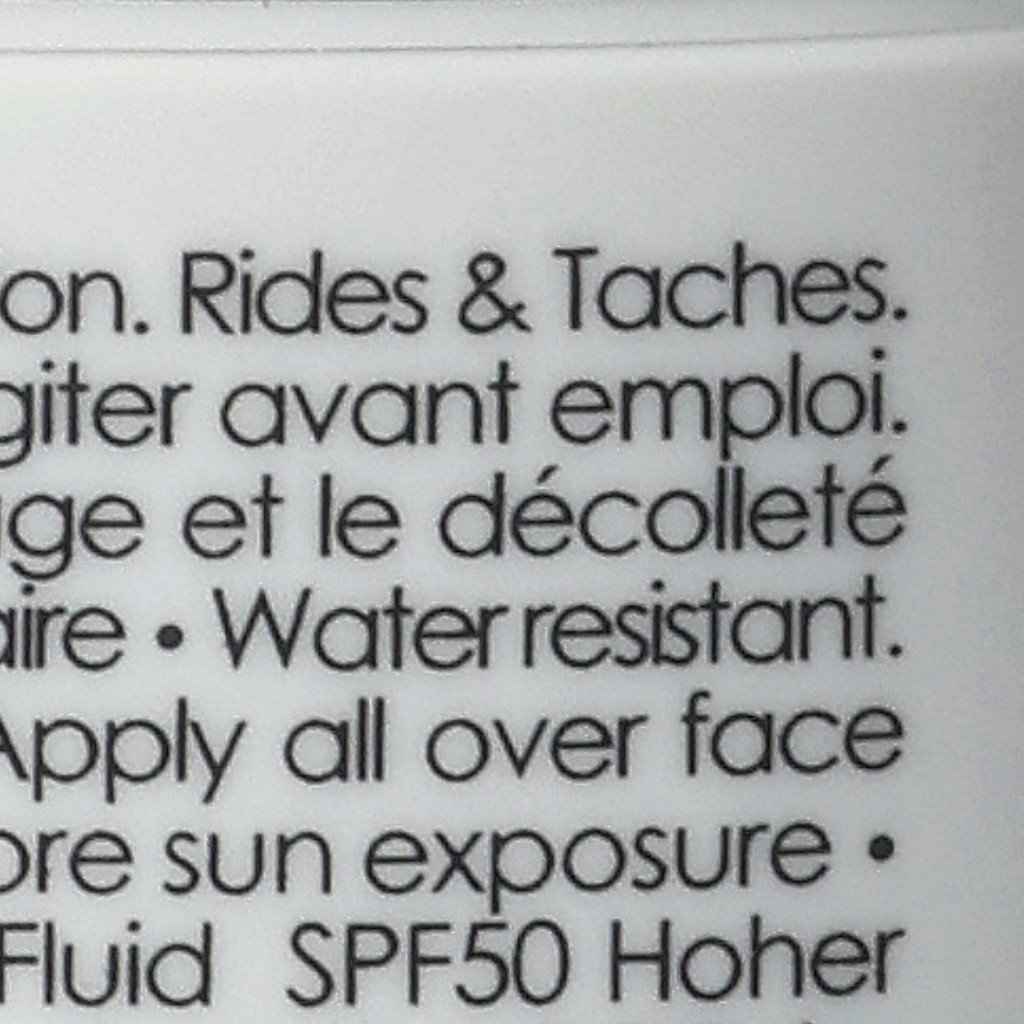 on. Rides & Taches.
giter avant emploi.
ge et le décolleté
aire • Water resistant.
Apply all over face
ore sun exposure •
Fluid SPF50 Hoher